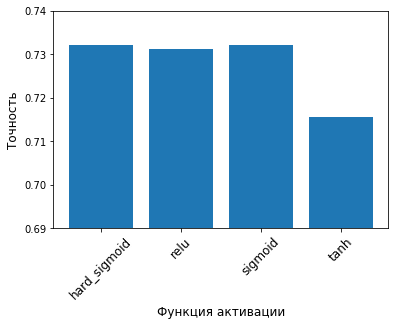 0.74
0.73
0.72
0.71
0.70
0.69
Точность
hard_sigmoid
relu
sigmoid
tanh
Функция активации